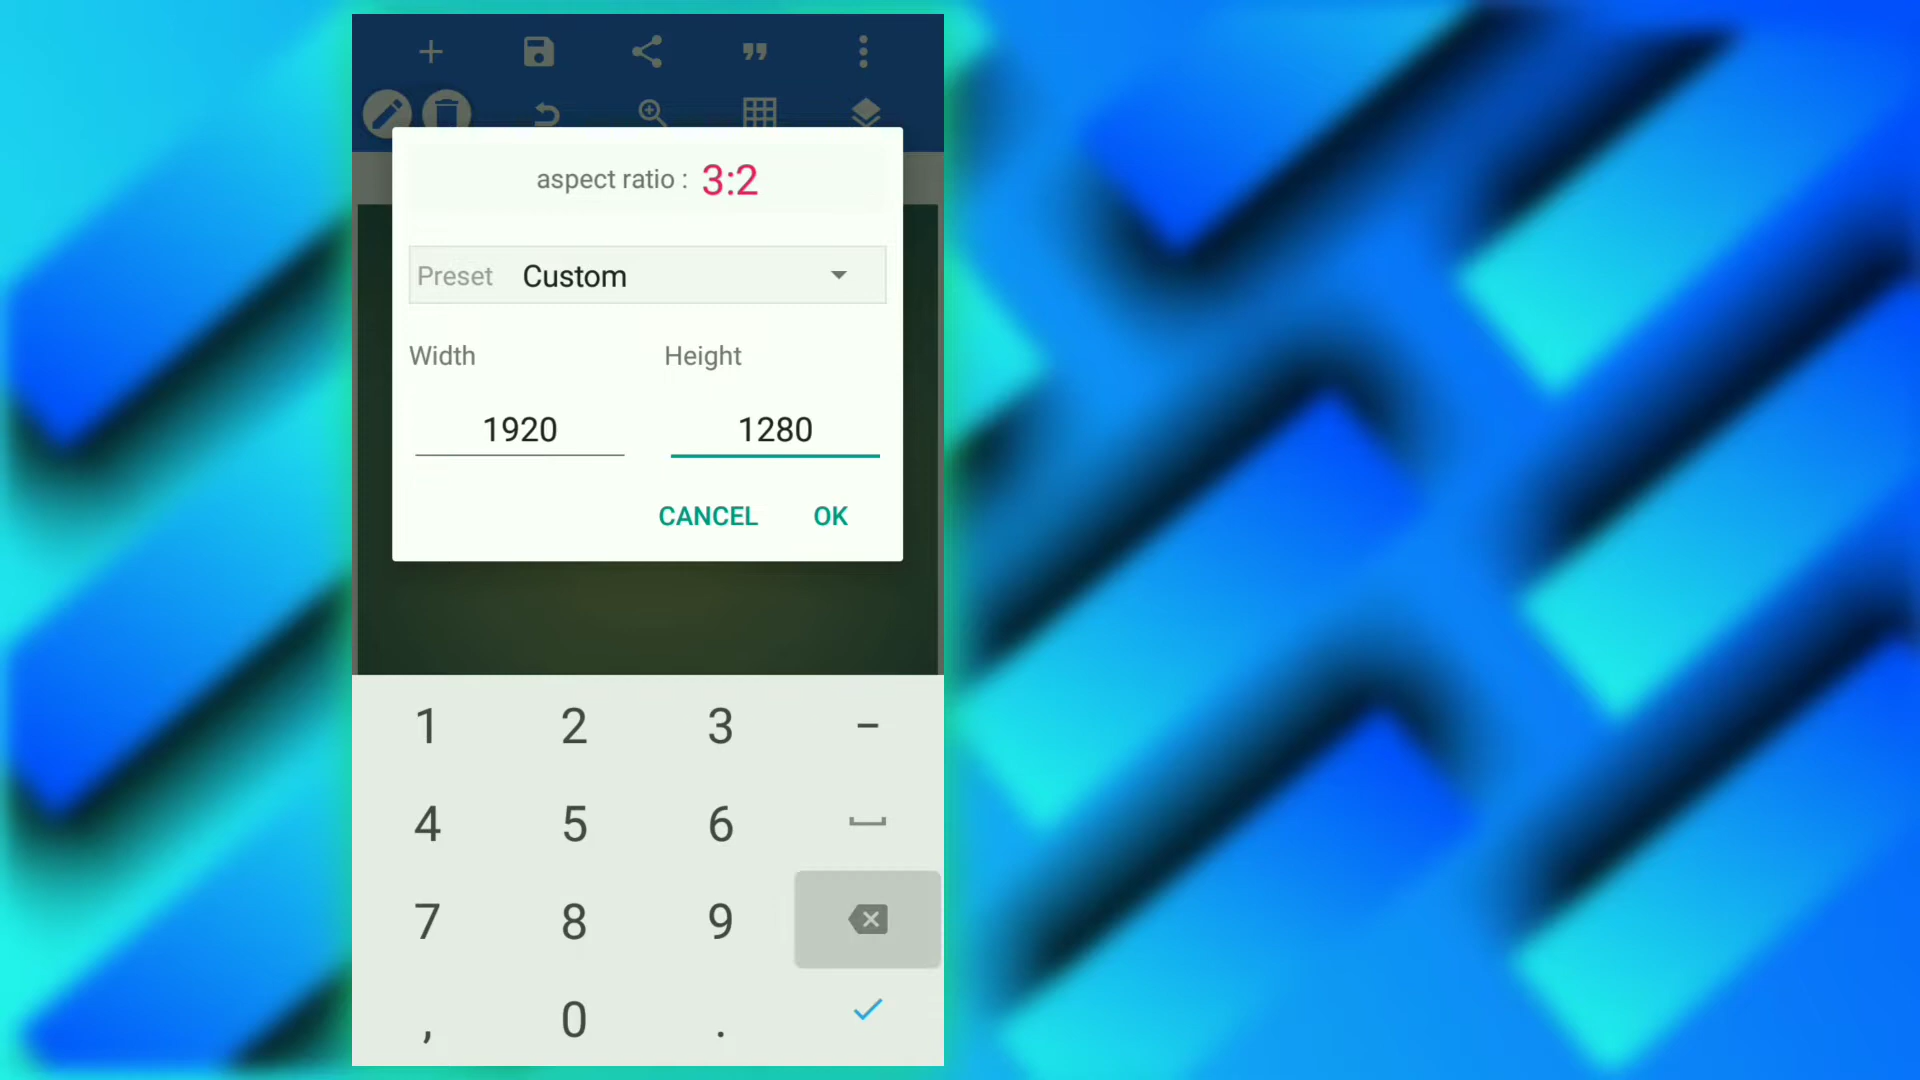 aspect ratio : 3:2
Preset Custom
Width Height
1920 1280
CANCEL OK
1 2 3 –
4 5 6
7 8 9
, 0 .